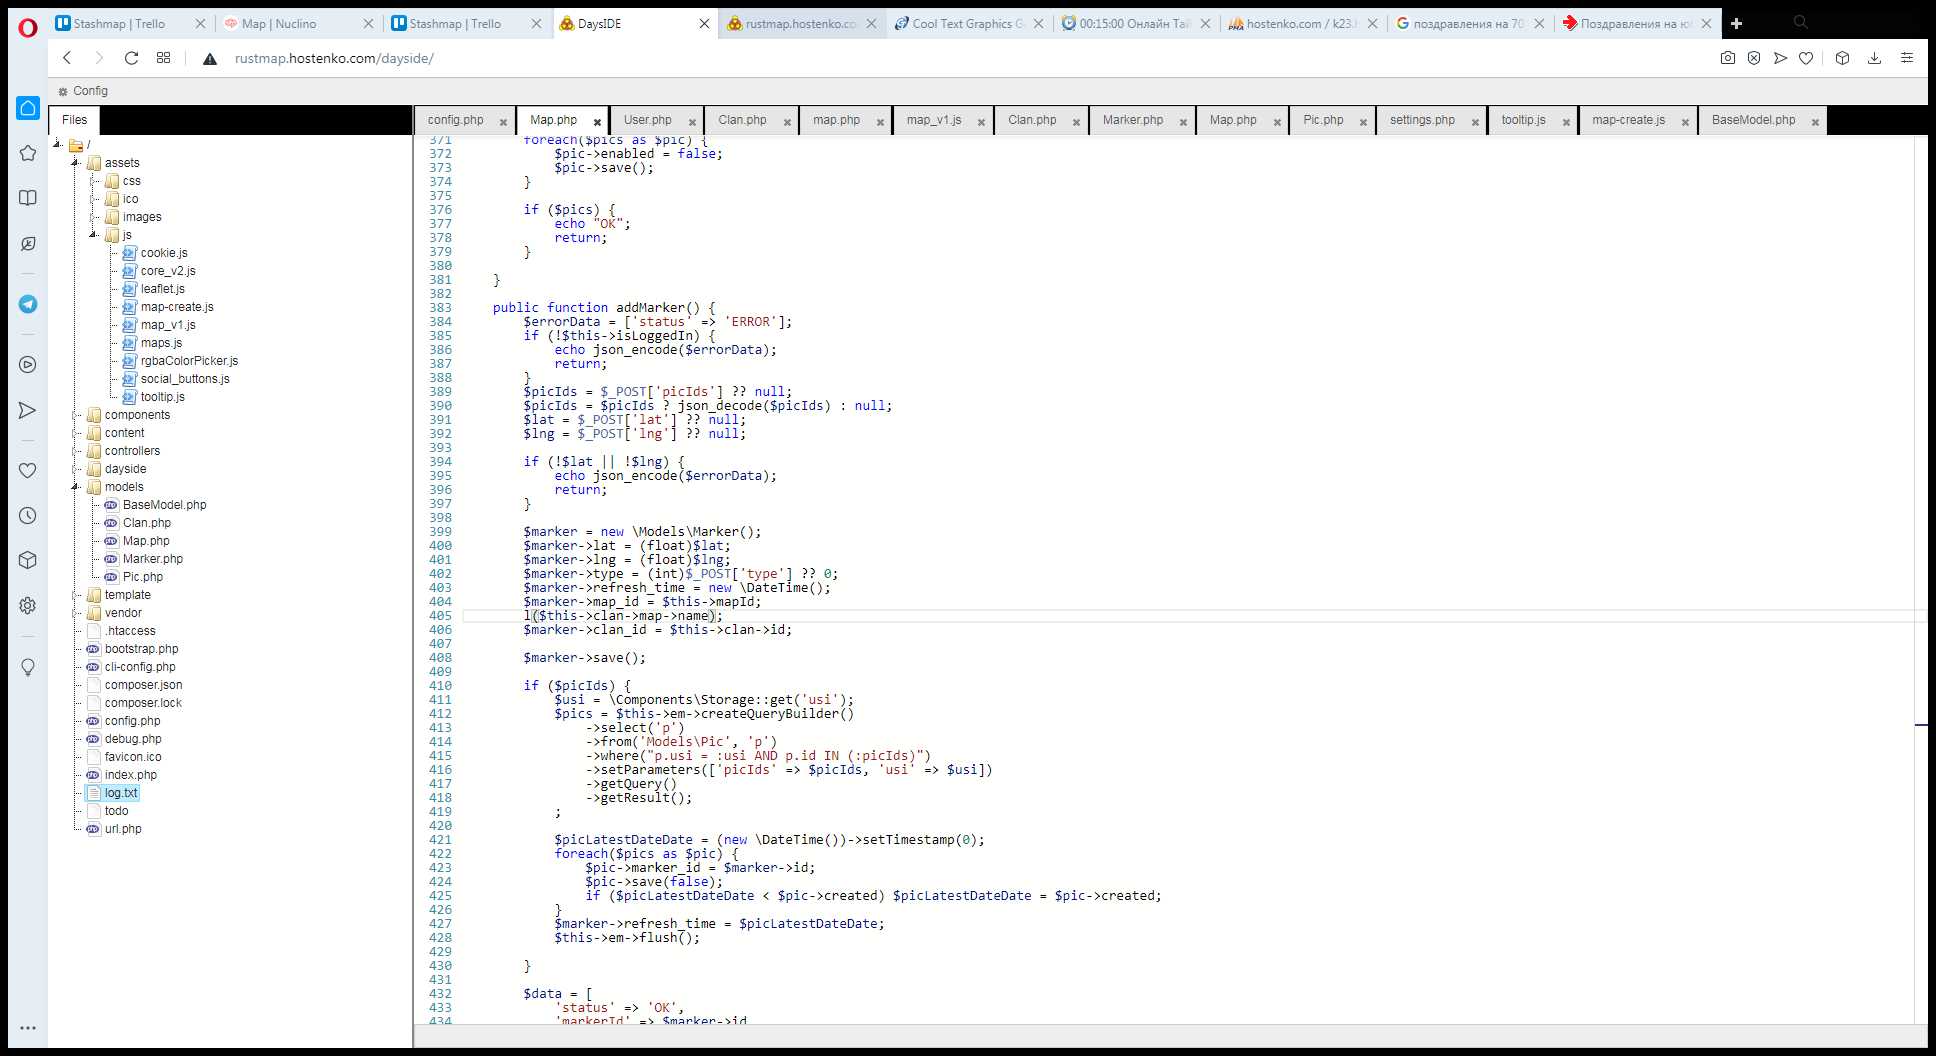 Stashmap | Trello
Map | Nuclino
Stashmap | Trello
DaysIDE
rustmap.hostenko.co
Cool Text Graphics G
00:15:00 Онлайн Тай
hostenko.com / k23.
поздравления на 70
Поздравления на ю
rustmap.hostenko.com/dayside/
Config
Files
config.php
Map.php
User.php
Clan.php
map.php
map_v1.js
Clan.php
Marker.php
Map.php
Pic.php
settings.php
tooltip.js
map-create.js
BaseModel.php
/
assets
css
ico
images
js
cookie.js
core_v2.js
leaflet.js
map-create.js
map_v1.js
maps.js
rgbaColorPicker.js
social_buttons.js
tooltip.js
components
content
controllers
dayside
models
BaseModel.php
Clan.php
Map.php
Marker.php
Pic.php
template
vendor
.htaccess
bootstrap.php
cli-config.php
composer.json
composer.lock
config.php
debug.php
favicon.ico
index.php
log.txt
todo
url.php
371 foreach($pics as $pic) {
372 $pic->enabled = false;
373 $pic->save();
374 }
375
376 if ($pics) {
377 echo "OK";
378 return;
379 }
380
381 }
382
383 public function addMarker() {
384 $errorData = ['status' => 'ERROR'];
385 if (!$this->isLoggedIn) {
386 echo json_encode($errorData);
387 return;
388 }
389 $picIds = $_POST['picIds'] ?? null;
390 $picIds = $picIds ? json_decode($picIds) : null;
391 $lat = $_POST['lat'] ?? null;
392 $lng = $_POST['lng'] ?? null;
393
394 if (!$lat || !$lng) {
395 echo json_encode($errorData);
396 return;
397 }
398
399 $marker = new \Models\Marker();
400 $marker->lat = (float)$lat;
401 $marker->lng = (float)$lng;
402 $marker->type = (int)$_POST['type'] ?? 0;
403 $marker->refresh_time = new \DateTime();
404 $marker->map_id = $this->mapId;
405 l($this->clan->map->name);
406 $marker->clan_id = $this->clan->id;
407
408 $marker->save();
409
410 if ($picIds) {
411 $usi = \Components\Storage::get('usi');
412 $pics = $this->em->createQueryBuilder()
413 ->select('p')
414 ->from('Models\Pic', 'p')
415 ->where("p.usi = :usi AND p.id IN (:picIds)")
416 ->setParameters(['picIds' => $picIds, 'usi' => $usi])
417 ->getQuery()
418 ->getResult();
419 ;
420
421 $picLatestDateDate = (new \DateTime())->setTimestamp(0);
422 foreach($pics as $pic) {
423 $pic->marker_id = $marker->id;
424 $pic->save(false);
425 if ($picLatestDateDate < $pic->created) $picLatestDateDate = $pic->created;
426 }
427 $marker->refresh_time = $picLatestDateDate;
428 $this->em->flush();
429
430 }
431
432 $data = [
433 'status' => 'OK',
434 'markerId' => $marker->id